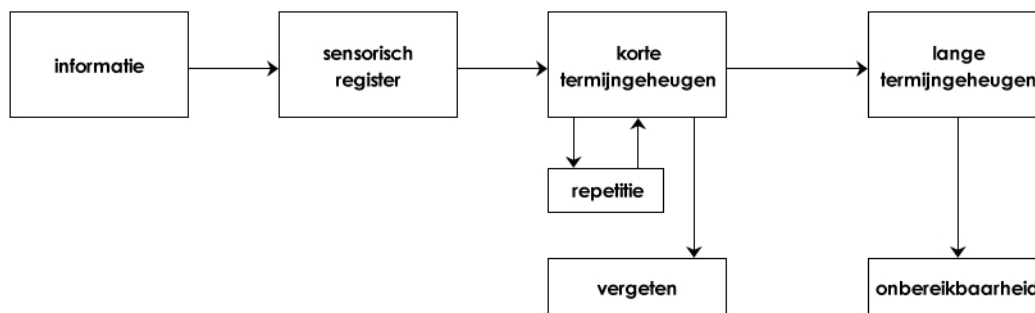 informatie
sensorisch
register
korte
termijngeheugen
lange
termijngeheugen
repetitie
vergeten
onbereikbaarheid